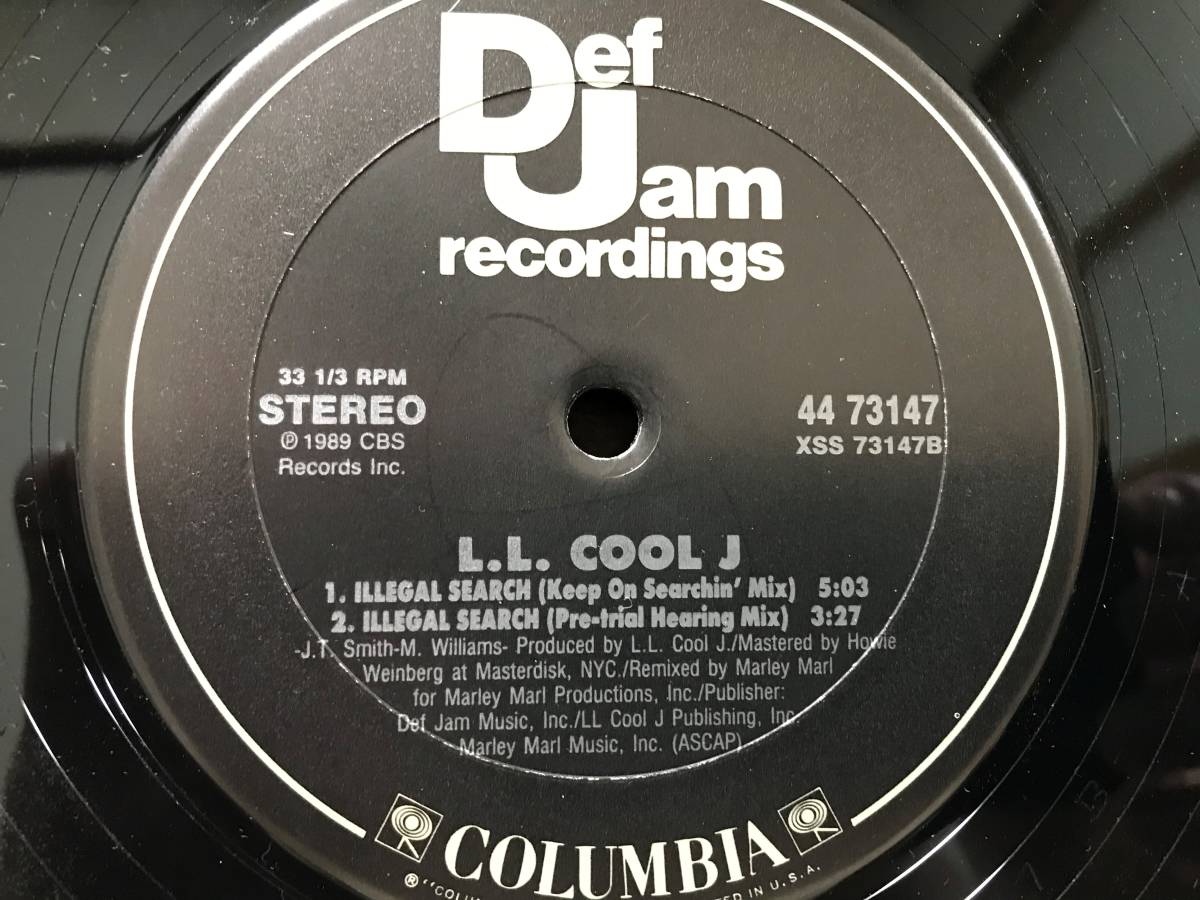 Def
Jam
recordings
33 1/3 RPM
STEREO
℗ 1989 CBS
Records Inc.
44 73147
XSS 73147B
L.L. COOL J
1. ILLEGAL SEARCH (Keep On Searchin' Mix) 5:03
2. ILLEGAL SEARCH (Pre-trial Hearing Mix) 3:27
-J.T. Smith-M. Williams- Produced by L.L. Cool J./Mastered by Howie
Weinberg at Masterdisk, NYC./Remixed by Marley Marl
for Marley Marl Productions, Inc./Publisher:
Def Jam Music, Inc./LL Cool J Publishing, Inc.
Marley Marl Music, Inc. (ASCAP)
COLUMBIA
® "COLU
IN U.S.A.